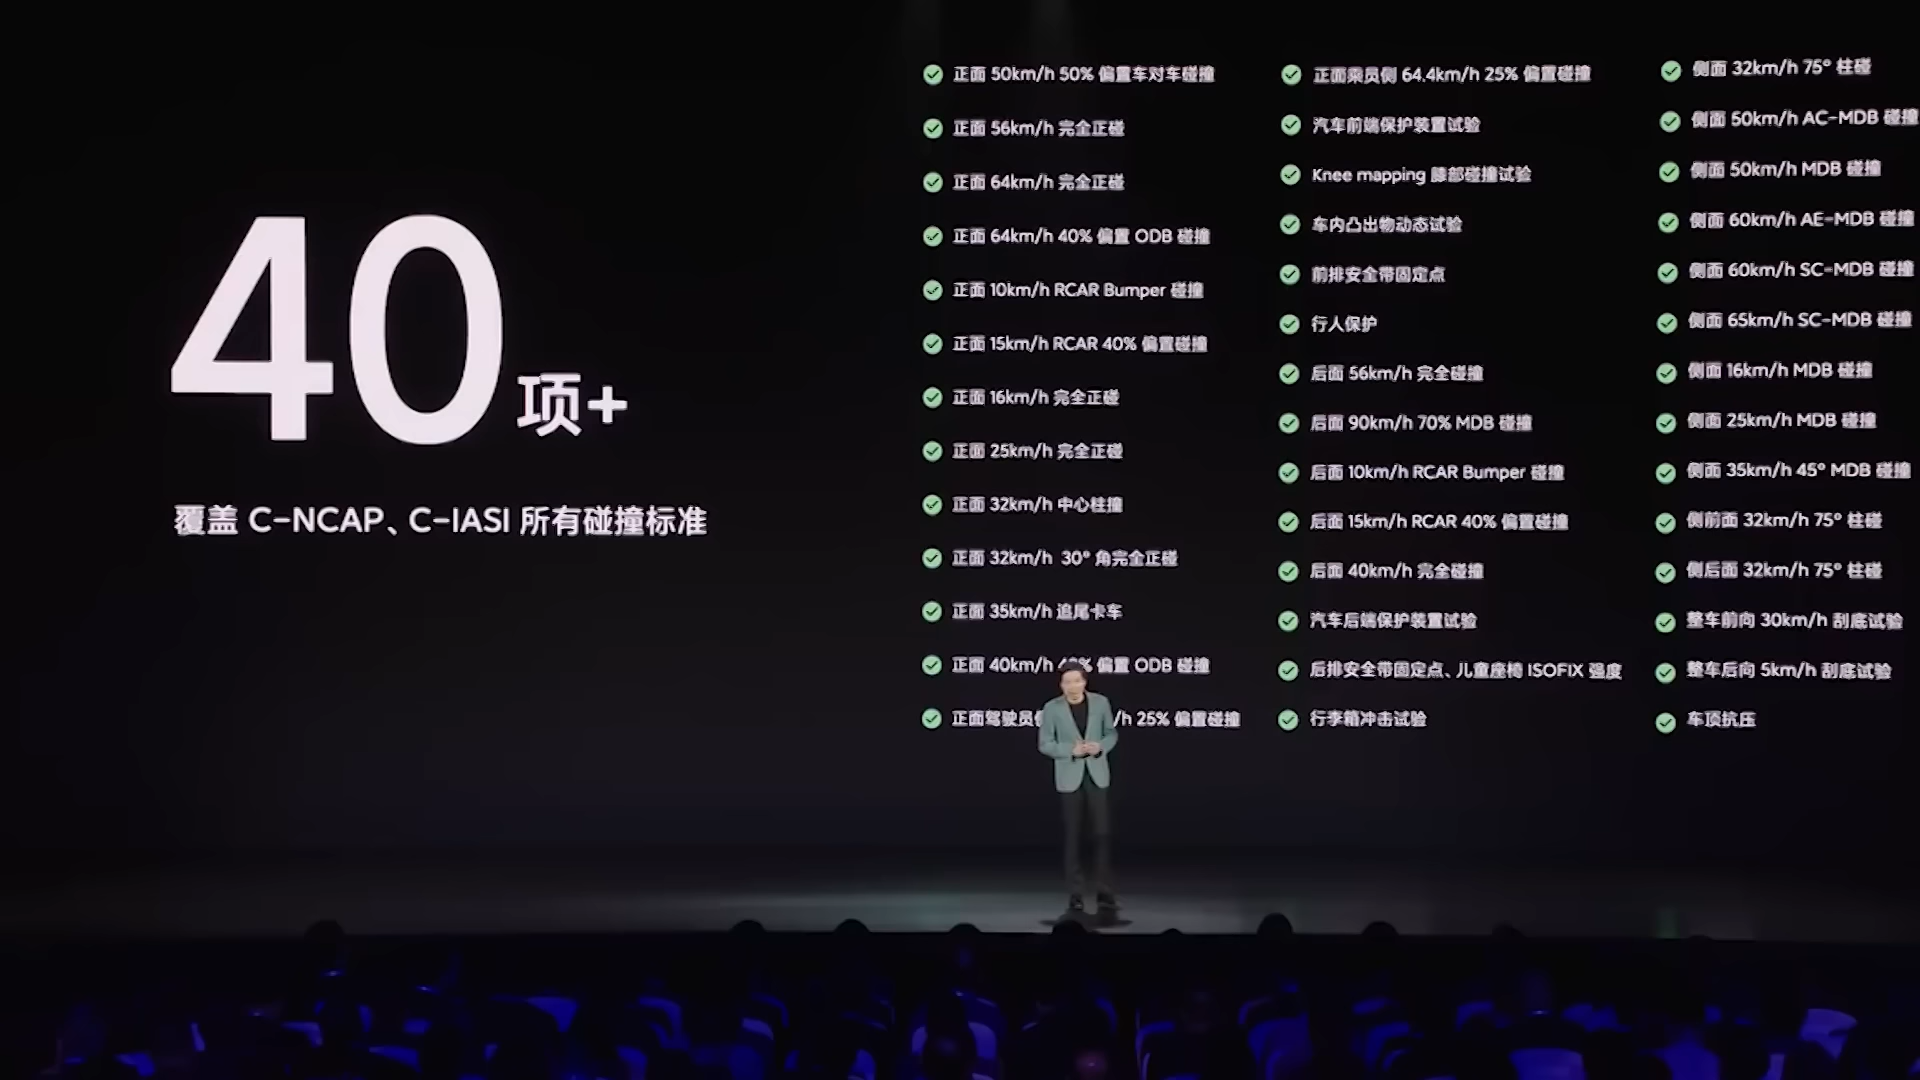 40项+
覆盖 C-NCAP、C-IASI 所有碰撞标准
正面 50km/h 50% 偏置车对车碰撞
正面 56km/h 完全正碰
正面 64km/h 完全正碰
正面 64km/h 40% 偏置 ODB 碰撞
正面 10km/h RCAR Bumper 碰撞
正面 15km/h RCAR 40% 偏置碰撞
正面 16km/h 完全正碰
正面 25km/h 完全正碰
正面 32km/h 中心柱撞
正面 32km/h 30° 角完全正碰
正面 35km/h 追尾卡车
正面 40km/h 偏置 ODB 碰撞
正面驾驶员 /h 25% 偏置碰撞
正面乘员侧 64.4km/h 25% 偏置碰撞
汽车前端保护装置试验
Knee mapping 膝部碰撞试验
车内凸出物动态试验
前排安全带固定点
行人保护
后面 56km/h 完全碰撞
后面 90km/h 70% MDB 碰撞
后面 10km/h RCAR Bumper 碰撞
后面 15km/h RCAR 40% 偏置碰撞
后面 40km/h 完全碰撞
汽车后端保护装置试验
后排安全带固定点、儿童座椅 ISOFIX 强度
行李箱冲击试验
侧面 32km/h 75° 柱碰
侧面 50km/h AC-MDB 碰撞
侧面 50km/h MDB 碰撞
侧面 60km/h AE-MDB 碰撞
侧面 60km/h SC-MDB 碰撞
侧面 65km/h SC-MDB 碰撞
侧面 16km/h MDB 碰撞
侧面 25km/h MDB 碰撞
侧面 35km/h 45° MDB 碰撞
侧前面 32km/h 75° 柱碰
侧后面 32km/h 75° 柱碰
整车前向 30km/h 刮底试验
整车后向 5km/h 刮底试验
车顶抗压